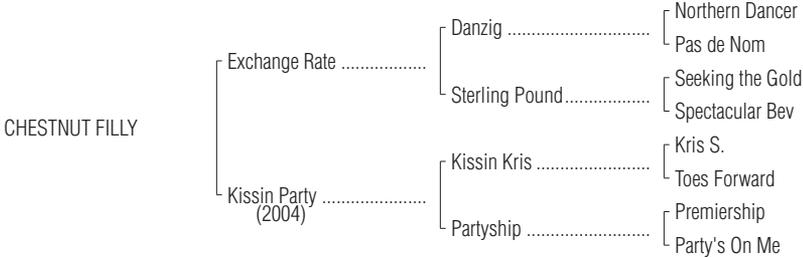 Northern Dancer
Danzig ............................
Pas de Nom
Exchange Rate .................
Seeking the Gold
Sterling Pound.................
Spectacular Bev
CHESTNUT FILLY
Kris S.
Kissin Kris .......................
Toes Forward
Kissin Party .....................
(2004)
Premiership
Partyship .........................
Party's On Me